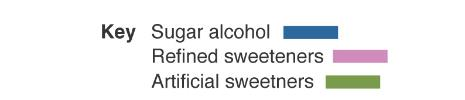 Key Sugar alcohol
Refined sweeteners
Artificial sweetners